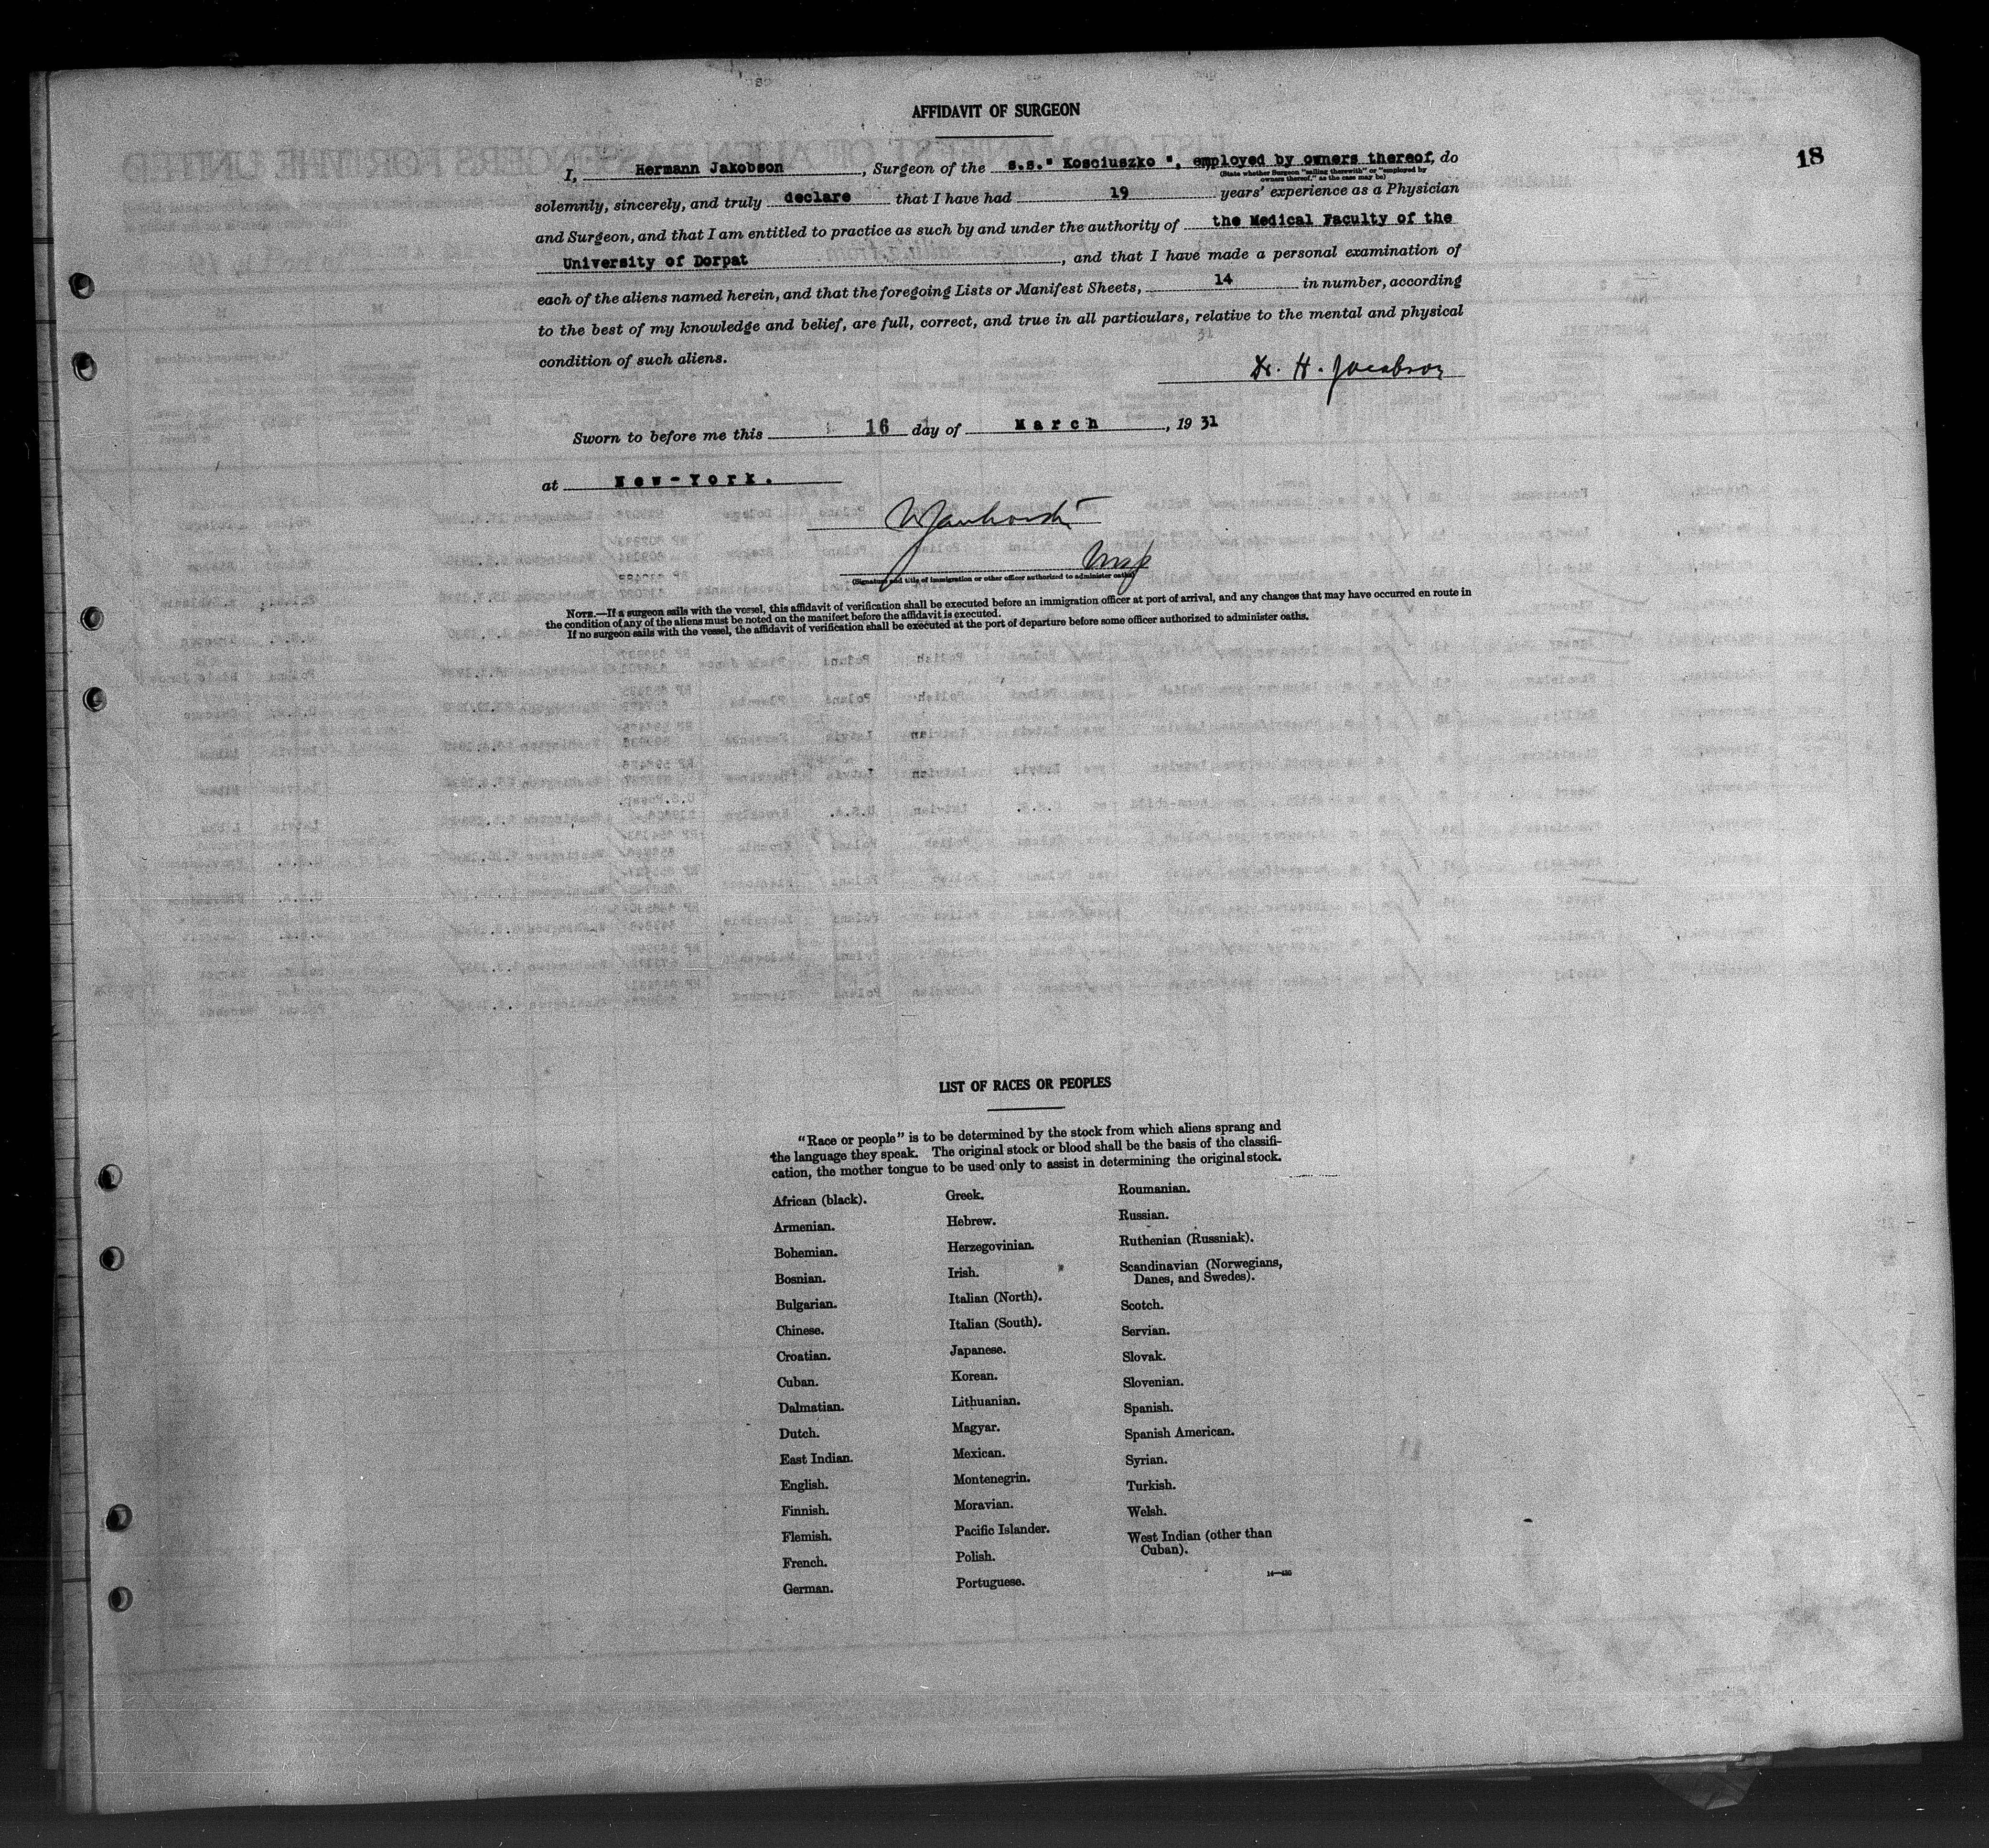 AFFIDAVIT OF SURGEON
18
I, Hermann Jakobson, Surgeon of the s.s." Kosciuszko ", employed by owners thereof, do
(State whether Surgeon "sailing therewith" or "employed by
owners thereof," as the case may be)
solemnly, sincerely, and truly declare that I have had 19 years' experience as a Physician
and Surgeon, and that I am entitled to practice as such by and under the authority of the Medical Faculty of the
University of Dorpat, and that I have made a personal examination of
each of the aliens named herein, and that the foregoing Lists or Manifest Sheets, 14 in number, according
to the best of my knowledge and belief, are full, correct, and true in all particulars, relative to the mental and physical
31
condition of such aliens.
Dr. H. Jacobson
Sworn to before me this 16 day of March, 1931
at New-York.
Insp
(Signature and title of immigration or other officer authorized to administer oaths)
NOTE.—If a surgeon sails with the vessel, this affidavit of verification shall be executed before an immigration officer at port of arrival, and any changes that may have occurred en route in
the condition of any of the aliens must be noted on the manifest before the affidavit is executed.
If no surgeon sails with the vessel, the affidavit of verification shall be executed at the port of departure before some officer authorized to administer oaths.
LIST OF RACES OR PEOPLES
"Race or people" is to be determined by the stock from which aliens sprang and
the language they speak. The original stock or blood shall be the basis of the classifi-
cation, the mother tongue to be used only to assist in determining the original stock.
African (black).
Armenian.
Bohemian.
Bosnian.
Bulgarian.
Chinese.
Croatian.
Cuban.
Dalmatian.
Dutch.
East Indian.
English.
Finnish.
Flemish.
French.
German.
Greek.
Hebrew.
Herzegovinian.
Irish.
Italian (North).
Italian (South).
Japanese.
Korean.
Lithuanian.
Magyar.
Mexican.
Montenegrin.
Moravian.
Pacific Islander.
Polish.
Portuguese.
Roumanian.
Russian.
Ruthenian (Russniak).
Scandinavian (Norwegians,
Danes, and Swedes).
Scotch.
Servian.
Slovak.
Slovenian.
Spanish.
Spanish American.
Syrian.
Turkish.
Welsh.
West Indian (other than
Cuban).